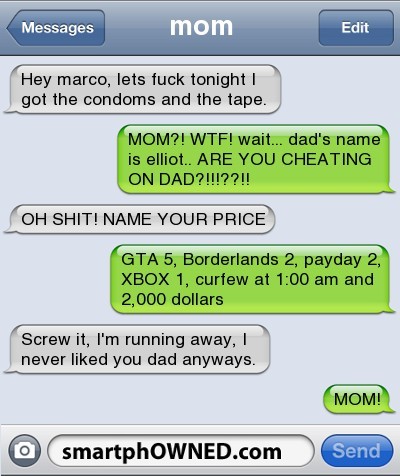 Messages
mom
Edit
Hey marco, lets fuck tonight I
got the condoms and the tape.
MOM?! WTF! wait... dad's name
is elliot.. ARE YOU CHEATING
ON DAD?!!!??!!
OH SHIT! NAME YOUR PRICE
GTA 5, Borderlands 2, payday 2,
XBOX 1, curfew at 1:00 am and
2,000 dollars
Screw it, I'm running away, I
never liked you dad anyways.
MOM!
smartphOWNED.com
Send